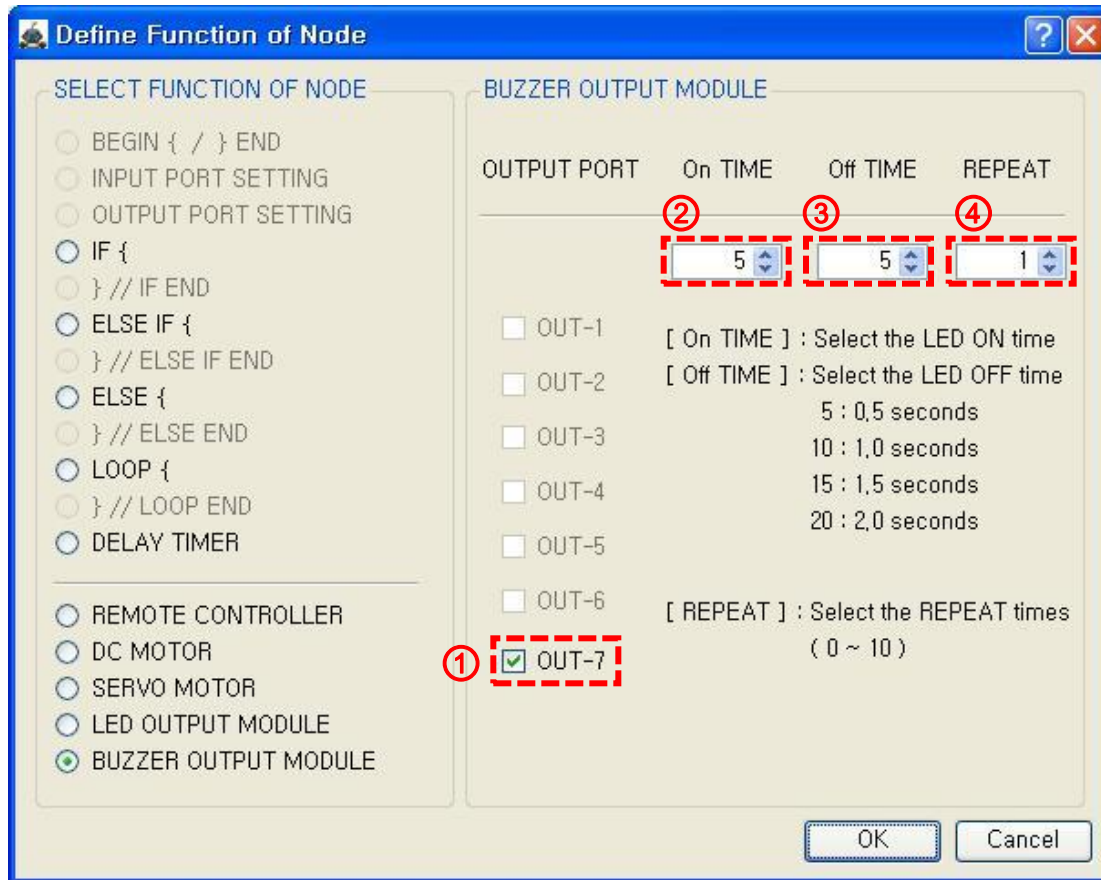 Define Function of Node
SELECT FUNCTION OF NODE
BEGIN { / } END
INPUT PORT SETTING
OUTPUT PORT SETTING
IF {
} // IF END
ELSE IF {
} // ELSE IF END
ELSE {
} // ELSE END
LOOP {
} // LOOP END
DELAY TIMER
REMOTE CONTROLLER
DC MOTOR
SERVO MOTOR
LED OUTPUT MODULE
BUZZER OUTPUT MODULE
BUZZER OUTPUT MODULE
OUTPUT PORT On TIME Off TIME REPEAT
② ③ ④
5 5 1
OUT-1
OUT-2
OUT-3
OUT-4
OUT-5
OUT-6
① OUT-7
[ On TIME ] : Select the LED ON time
[ Off TIME ] : Select the LED OFF time
5 : 0,5 seconds
10 : 1,0 seconds
15 : 1,5 seconds
20 : 2,0 seconds
[ REPEAT ] : Select the REPEAT times
( 0 ~ 10 )
OK Cancel